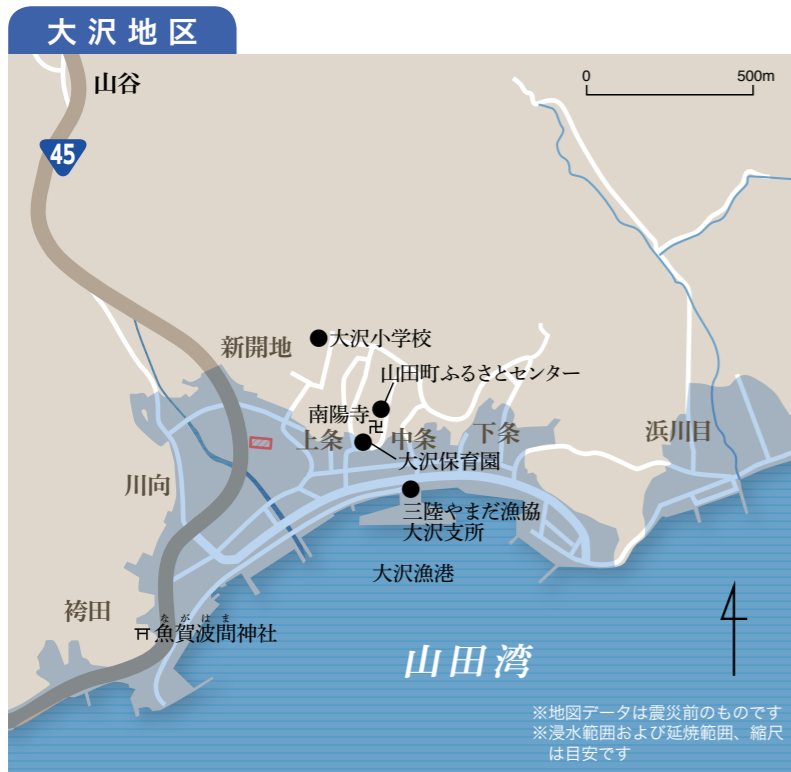 大沢地区
山谷
0 500m
45
新開地
大沢小学校
山田町ふるさとセンター
南陽寺
上条
中条
下条
浜川目
大沢保育園
川向
三陸やまだ漁協
大沢支所
大沢漁港
袴田
ながはま
魚賀波間神社
山田湾
※地図データは震災前のものです
※浸水範囲および延焼範囲、縮尺
は目安です